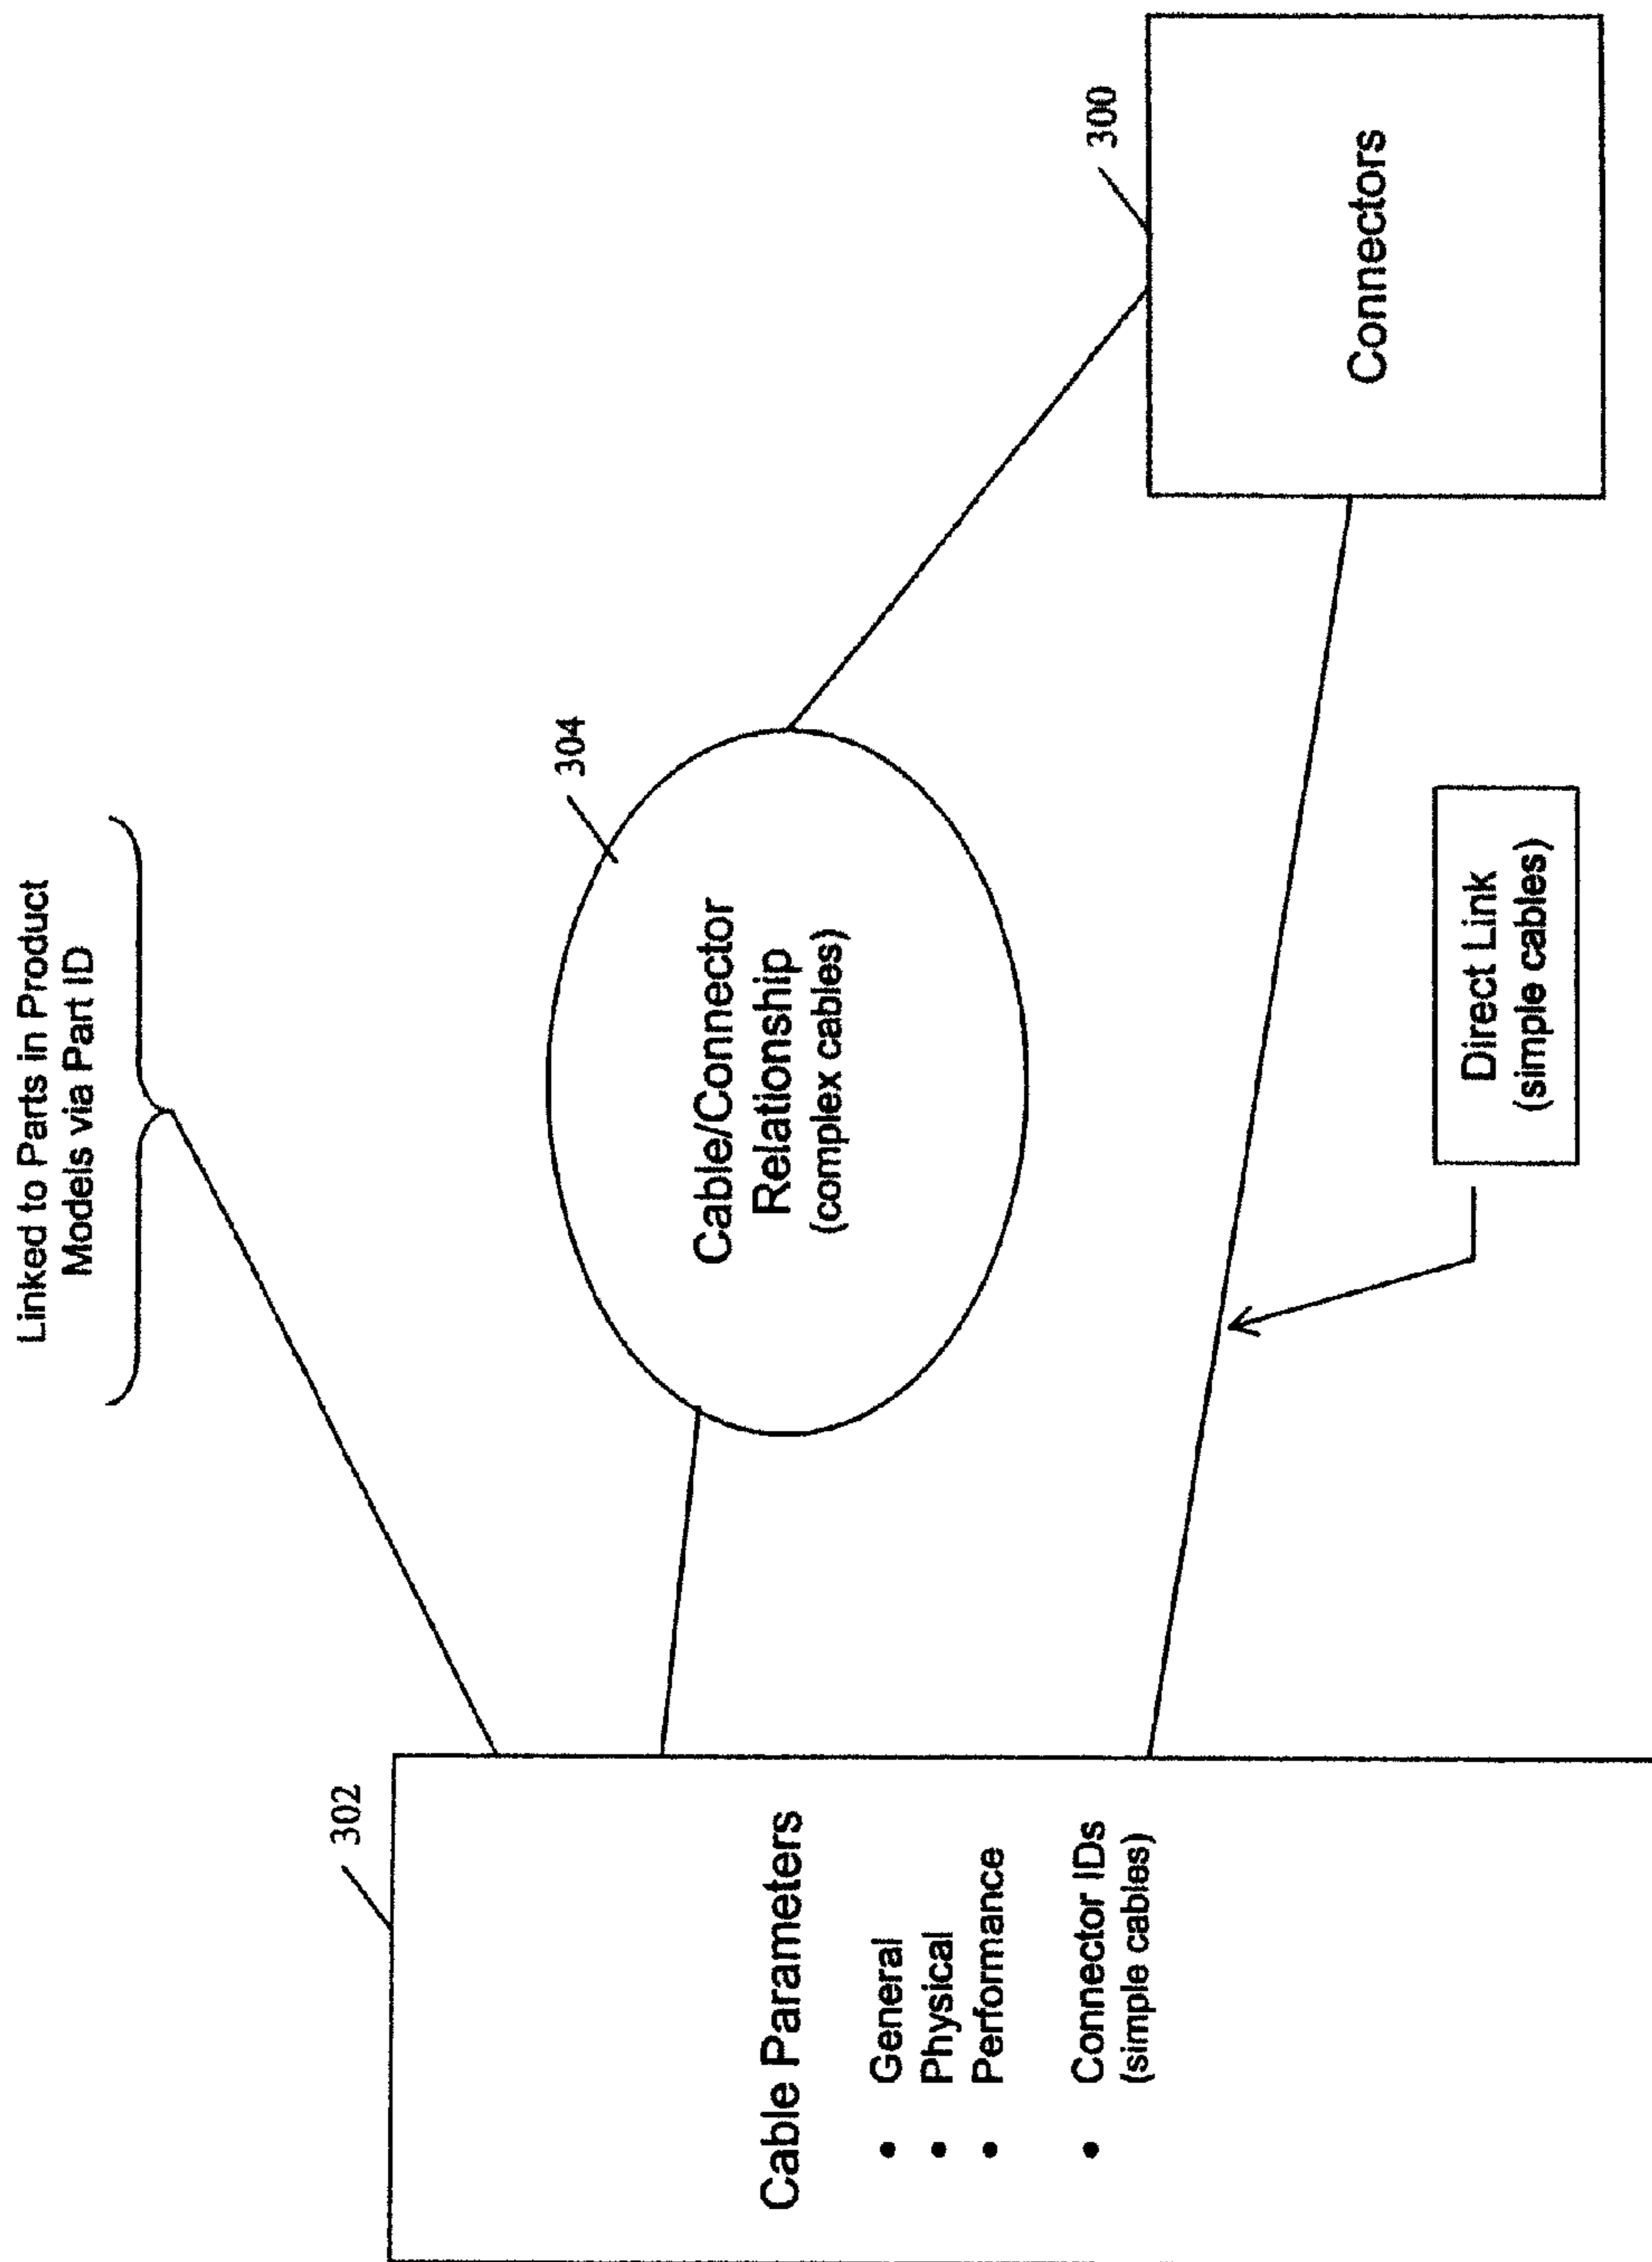 Linked to Parts in Product
Models via Part ID
302
Cable Parameters
• General
• Physical
• Performance
• Connector IDs
(simple cables)
304
Cable/Connector
Relationship
(complex cables)
300
Connectors
Direct Link
(simple cables)